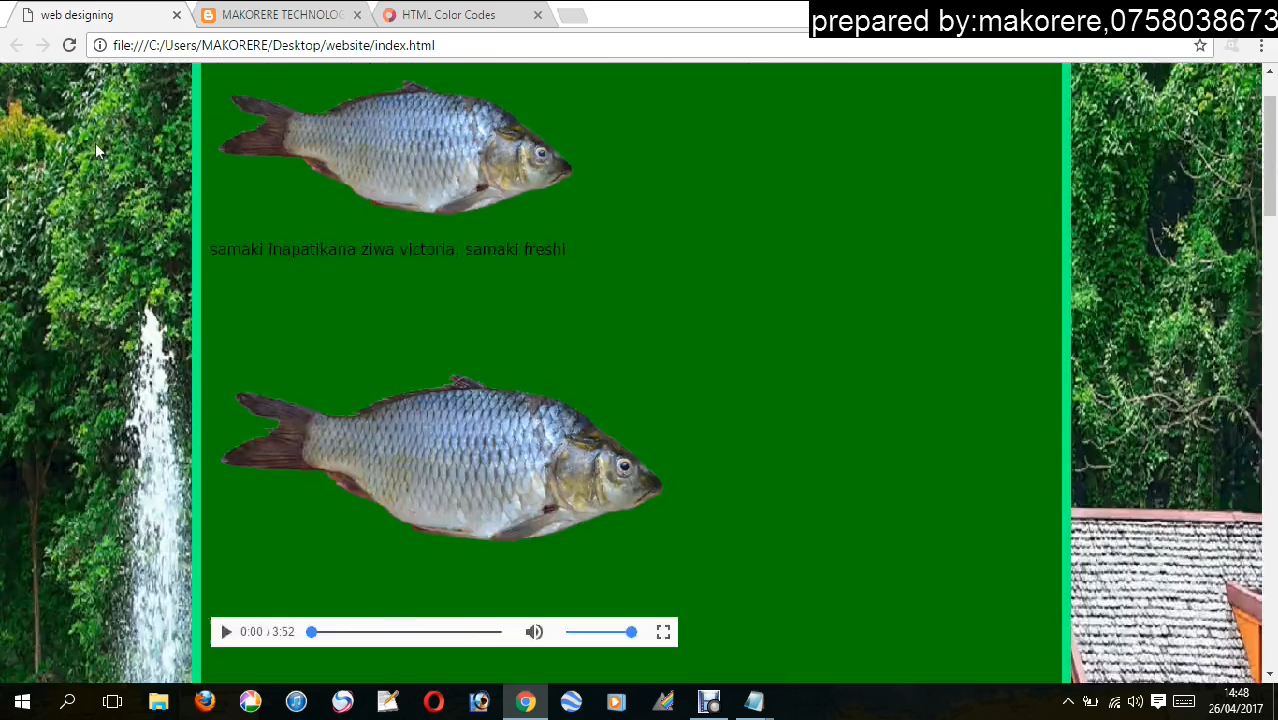 web designing
MAKORERE TECHNOLOG
HTML Color Codes
prepared by:makorere,0758038673
file:///C:/Users/MAKORERE/Desktop/website/index.html
samaki inapatikana ziwa victoria, samaki freshi
0:00 / 3:52
14:48
26/04/2017